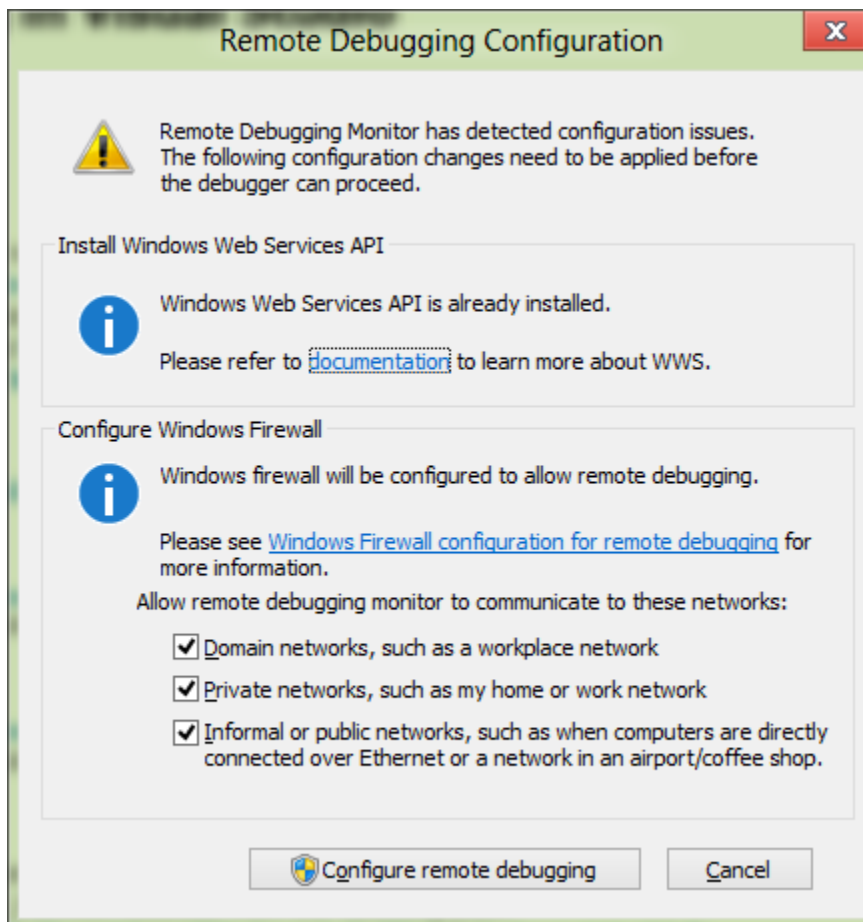 in Visual Studio
Remote Debugging Configuration
x
Remote Debugging Monitor has detected configuration issues.
The following configuration changes need to be applied before
the debugger can proceed.
Install Windows Web Services API
Windows Web Services API is already installed.
Please refer to documentation to learn more about WWS.
Configure Windows Firewall
Windows firewall will be configured to allow remote debugging.
Please see Windows Firewall configuration for remote debugging for
more information.
Allow remote debugging monitor to communicate to these networks:
Domain networks, such as a workplace network
Private networks, such as my home or work network
Informal or public networks, such as when computers are directly
connected over Ethernet or a network in an airport/coffee shop.
Configure remote debugging
Cancel